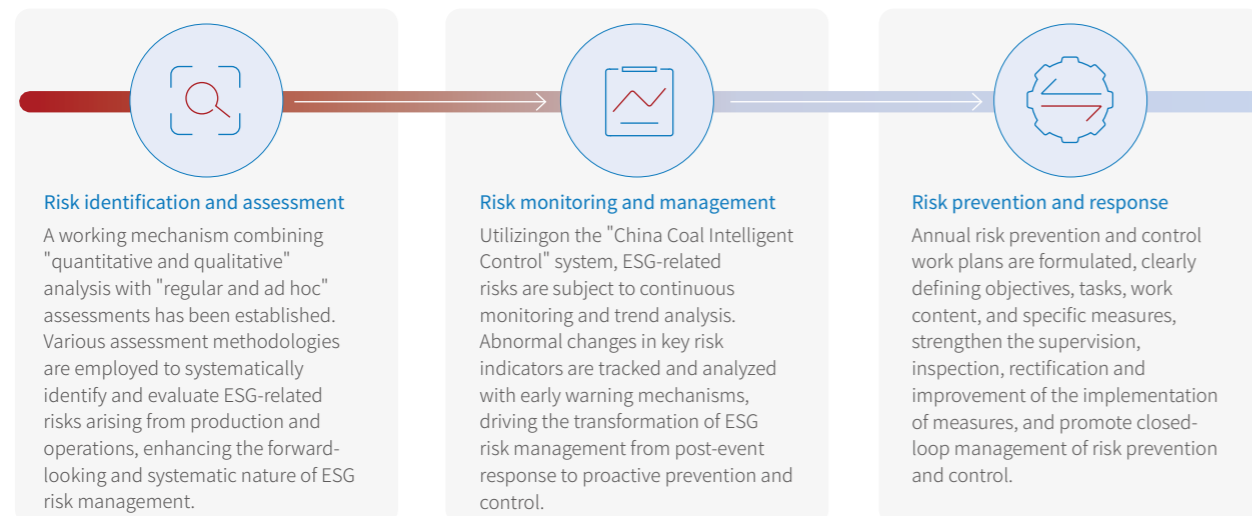 Risk identification and assessment
A working mechanism combining
"quantitative and qualitative"
analysis with "regular and ad hoc"
assessments has been established.
Various assessment methodologies
are employed to systematically
identify and evaluate ESG-related
risks arising from production and
operations, enhancing the forward-
looking and systematic nature of ESG
risk management.
Risk monitoring and management
Utilizingon the "China Coal Intelligent
Control" system, ESG-related
risks are subject to continuous
monitoring and trend analysis.
Abnormal changes in key risk
indicators are tracked and analyzed
with early warning mechanisms,
driving the transformation of ESG
risk management from post-event
response to proactive prevention and
control.
Risk prevention and response
Annual risk prevention and control
work plans are formulated, clearly
defining objectives, tasks, work
content, and specific measures,
strengthen the supervision,
inspection, rectification and
improvement of the implementation
of measures, and promote closed-
loop management of risk prevention
and control.